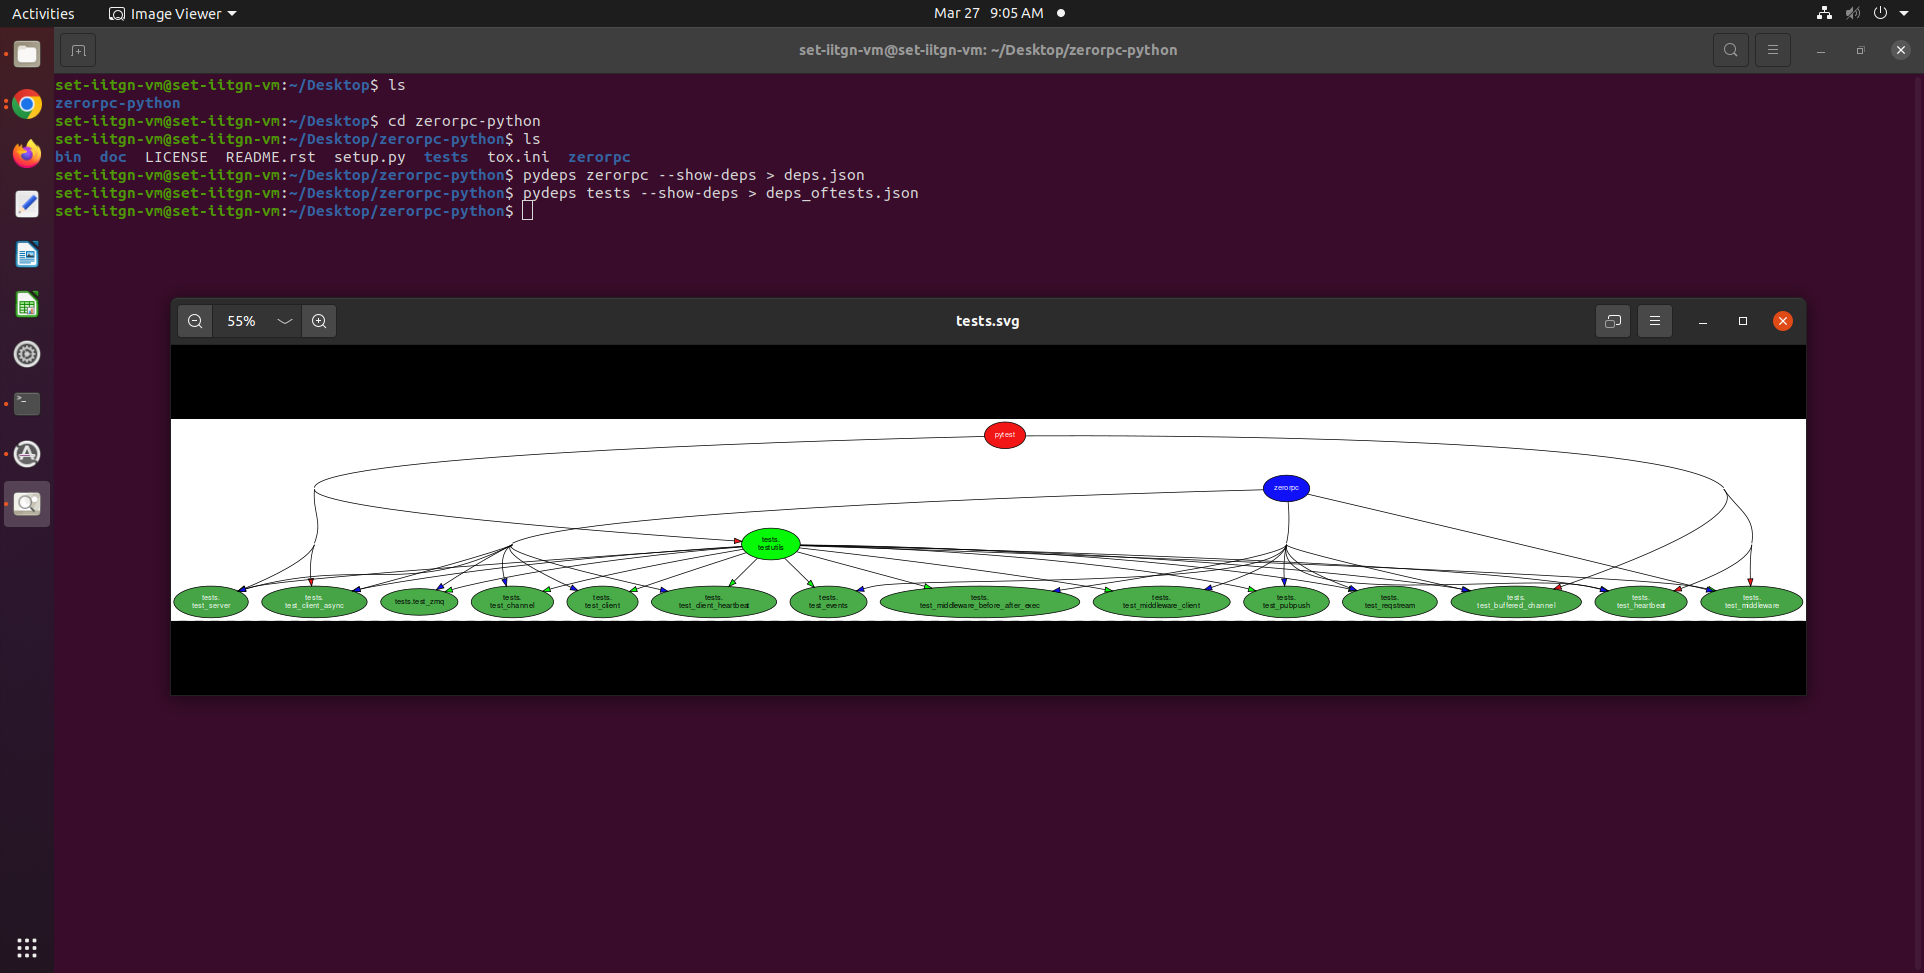 Activities Image Viewer Mar 27 9:05 AM
set-iitgn-vm@set-iitgn-vm: ~/Desktop/zerorpc-python
set-iitgn-vm@set-iitgn-vm:~/Desktop$ ls
zerorpc-python
set-iitgn-vm@set-iitgn-vm:~/Desktop$ cd zerorpc-python
set-iitgn-vm@set-iitgn-vm:~/Desktop/zerorpc-python$ ls
bin doc LICENSE README.rst setup.py tests tox.ini zerorpc
set-iitgn-vm@set-iitgn-vm:~/Desktop/zerorpc-python$ pydeps zerorpc --show-deps > deps.json
set-iitgn-vm@set-iitgn-vm:~/Desktop/zerorpc-python$ pydeps tests --show-deps > deps_oftests.json
set-iitgn-vm@set-iitgn-vm:~/Desktop/zerorpc-python$
55% tests.svg
pytest
zerorpc
tests.
testutils
tests.
test_server
tests.
test_client_async
tests.test_zmq
tests.
test_channel
tests.
test_client
tests.
test_client_heartbeat
tests.
test_events
tests.
test_middleware_before_after_exec
tests.
test_middleware_client
tests.
test_pubpush
tests.
test_reqstream
tests.
test_buffered_channel
tests.
test_heartbeat
tests.
test_middleware